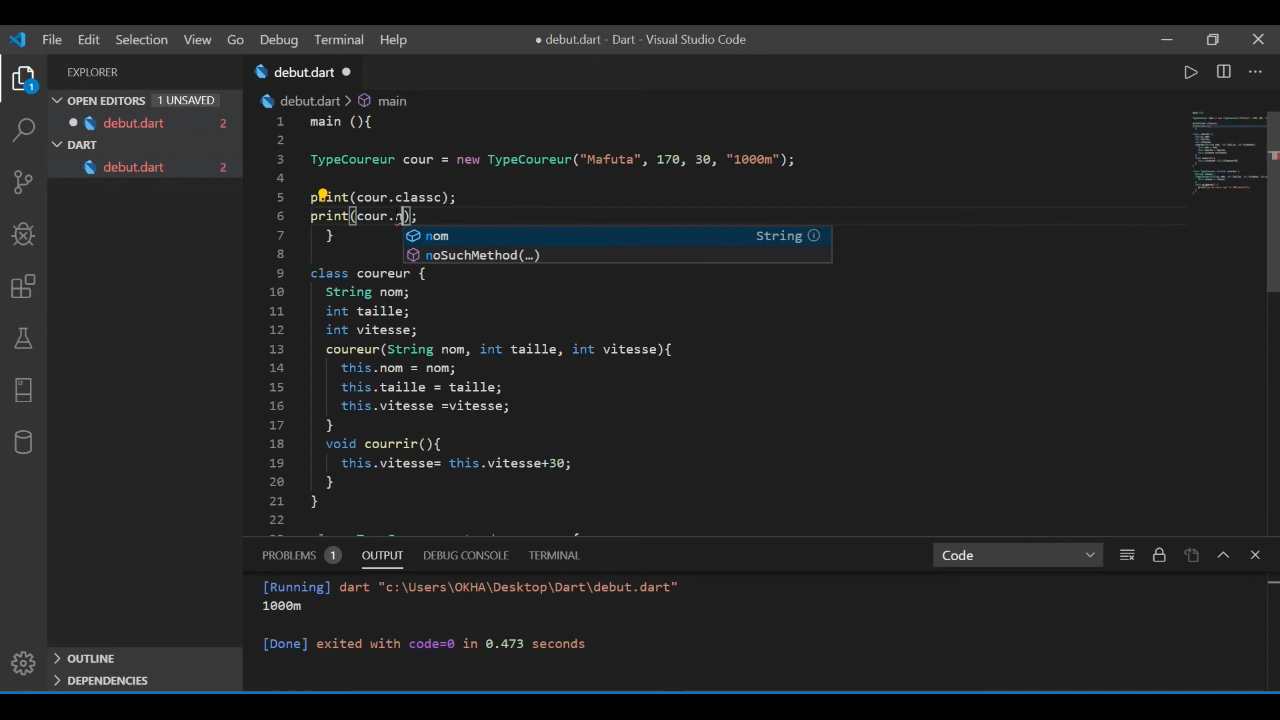 File Edit Selection View Go Debug Terminal Help
● debut.dart - Dart - Visual Studio Code
EXPLORER
OPEN EDITORS 1 UNSAVED
debut.dart 2
DART
debut.dart 2
OUTLINE
DEPENDENCIES
1
debut.dart
debut.dart > main
1 main (){
2
3 TypeCoureur cour = new TypeCoureur("Mafuta", 170, 30, "1000m");
4
5 print(cour.classc);
6 print(cour.n);
nom String
noSuchMethod(…)
7 }
8
9 class coureur {
10 String nom;
11 int taille;
12 int vitesse;
13 coureur(String nom, int taille, int vitesse){
14 this.nom = nom;
15 this.taille = taille;
16 this.vitesse =vitesse;
17 }
18 void courrir(){
19 this.vitesse= this.vitesse+30;
20 }
21 }
22
PROBLEMS 1 OUTPUT DEBUG CONSOLE TERMINAL Code
[Running] dart "c:\Users\OKHA\Desktop\Dart\debut.dart"
1000m
[Done] exited with code=0 in 0.473 seconds